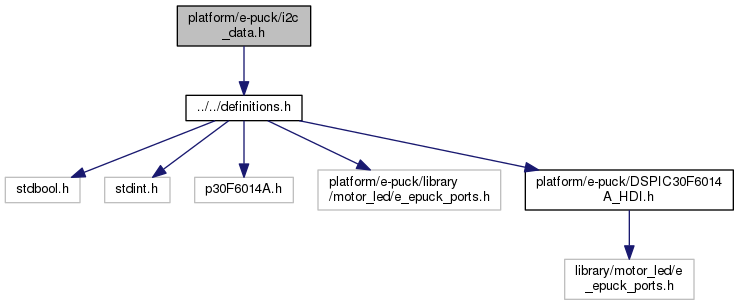 platform/e-puck/i2c
_data.h
../../definitions.h
stdbool.h
stdint.h
p30F6014A.h
platform/e-puck/library
/motor_led/e_epuck_ports.h
platform/e-puck/DSPIC30F6014
A_HDI.h
library/motor_led/e
_epuck_ports.h